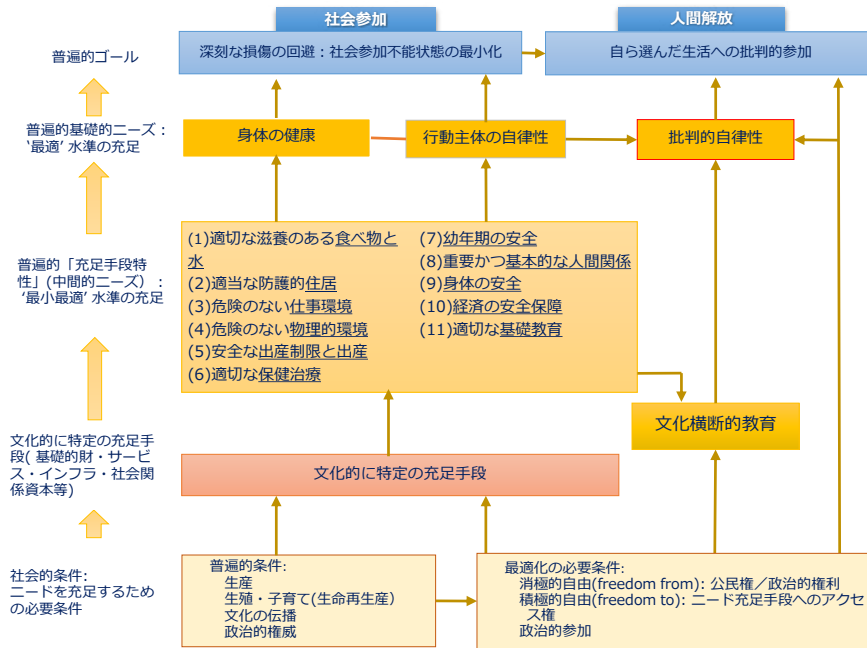 社会参加
人間解放
普遍的ゴール
深刻な損傷の回避：社会参加不能状態の最小化
自ら選んだ生活への批判的参加
普遍的基礎的ニーズ：
‘最適’ 水準の充足
身体の健康
行動主体の自律性
批判的自律性
普遍的「充足手段特
性」(中間的ニーズ）：
‘最小最適’ 水準の充足
(1)適切な滋養のある食べ物と
水
(2)適当な防護的住居
(3)危険のない仕事環境
(4)危険のない物理的環境
(5)安全な出産制限と出産
(6)適切な保健治療
(7)幼年期の安全
(8)重要かつ基本的な人間関係
(9)身体の安全
(10)経済の安全保障
(11)適切な基礎教育
文化横断的教育
文化的に特定の充足手
段( 基礎的財・サービ
ス・インフラ・社会関
係資本等)
文化的に特定の充足手段
社会的条件:
ニードを充足するため
の必要条件
普遍的条件:
生産
生殖・子育て(生命再生産）
文化の伝播
政治的権威
最適化の必要条件:
消極的自由(freedom from): 公民権／政治的権利
積極的自由(freedom to): ニード充足手段へのアクセ
ス権
政治的参加